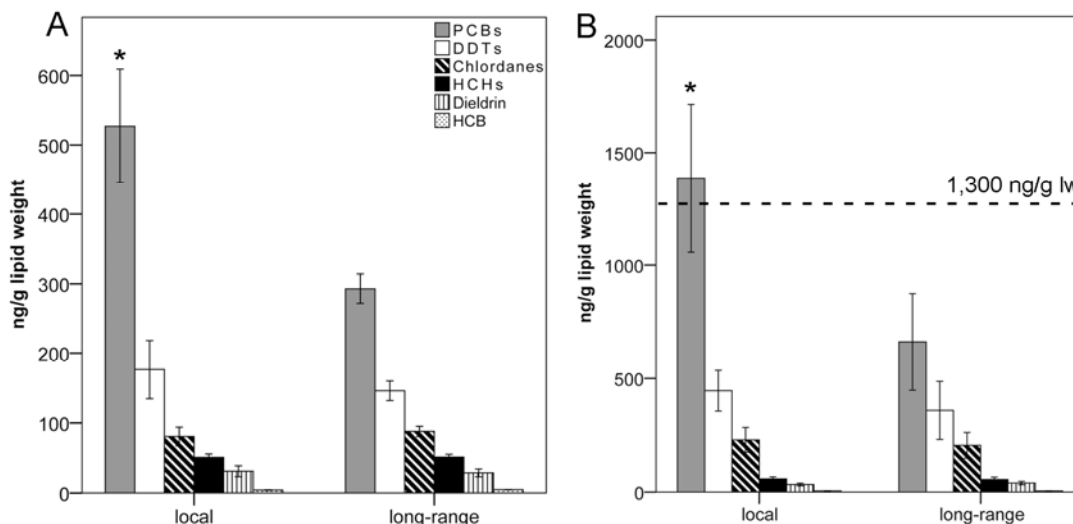 A
*
PCBs
DDTs
Chlordanes
HCHs
Dieldrin
HCB
600
500
400
300
200
100
0
ng/g lipid weight
local
long-range
B
*
1,300 ng/g lw
2000
1500
1000
500
0
ng/g lipid weight
local
long-range